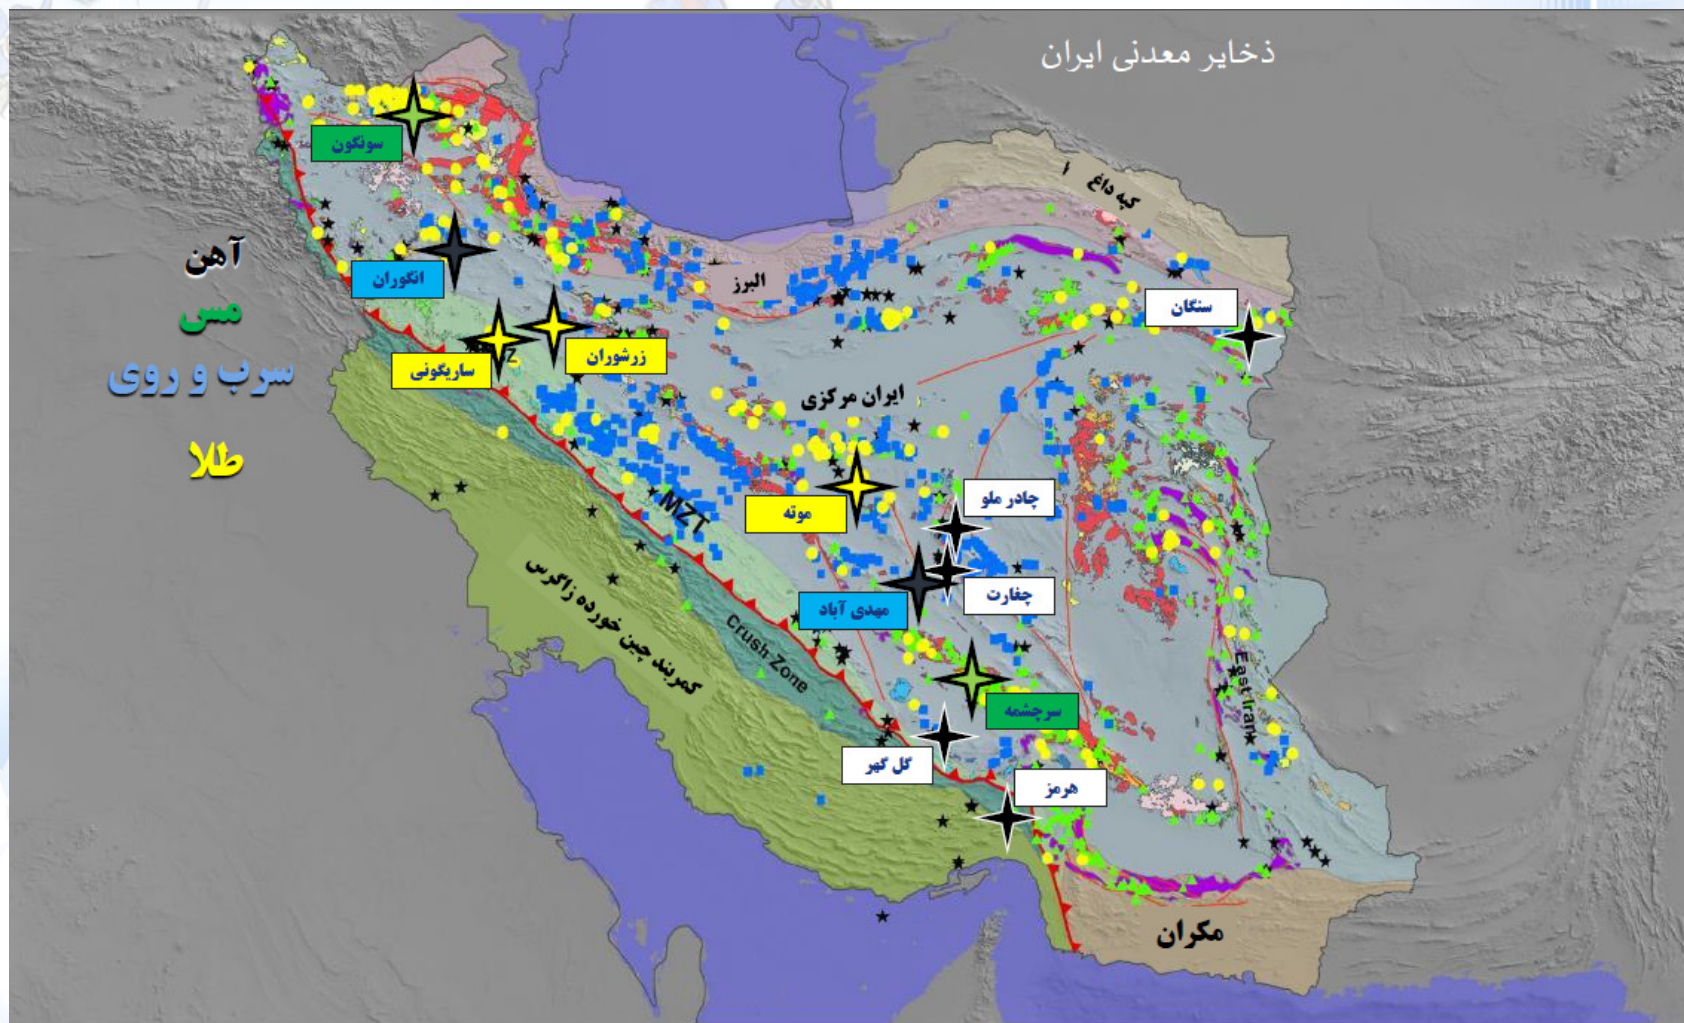 ذخایر معدنی ایران
کپه داغ
سونگون
آهن
انگوران
البرز
مس
سنگان
زرشوران
سرب و روی
ساریگونی
ایران مرکزی
طلا
چادر ملو
موته
MZT
چغارت
مهدی آباد
کمربند چین خورده زاگرس
Crush Zone
East Iran
سرچشمه
گل گهر
هرمز
مکران